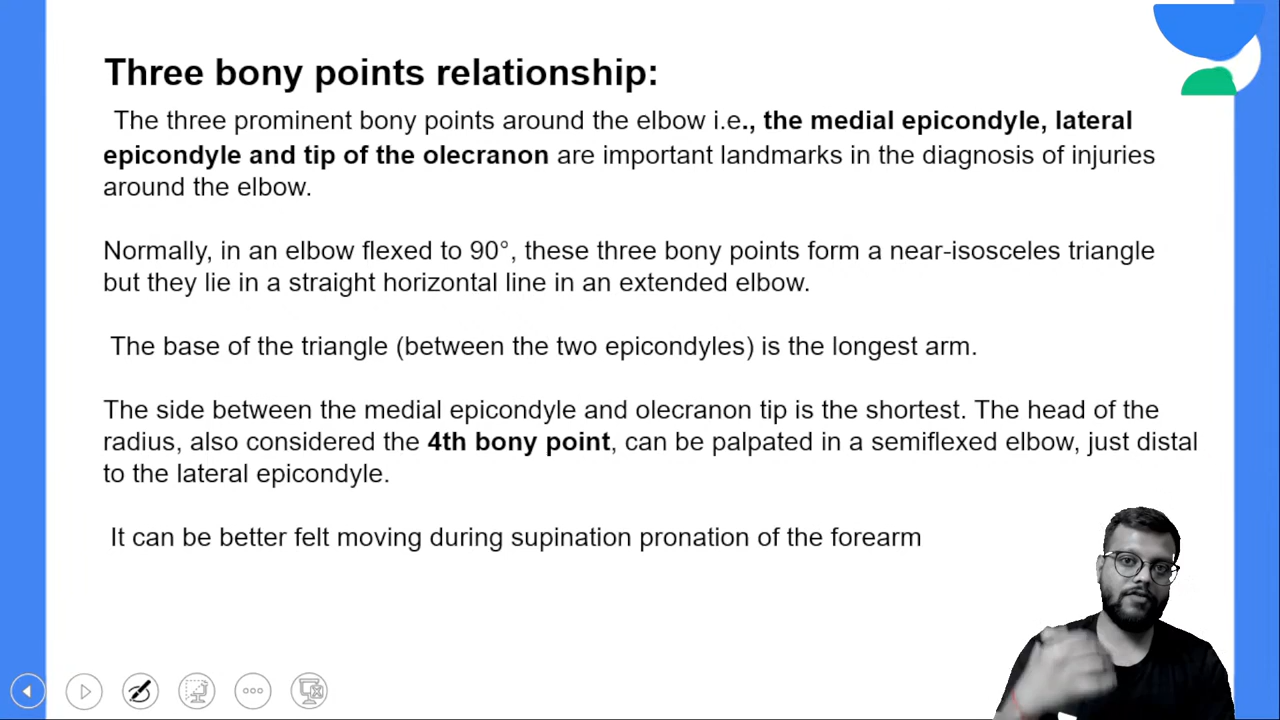 Three bony points relationship:
The three prominent bony points around the elbow i.e., the medial epicondyle, lateral
epicondyle and tip of the olecranon are important landmarks in the diagnosis of injuries
around the elbow.
Normally, in an elbow flexed to 90°, these three bony points form a near-isosceles triangle
but they lie in a straight horizontal line in an extended elbow.
The base of the triangle (between the two epicondyles) is the longest arm.
The side between the medial epicondyle and olecranon tip is the shortest. The head of the
radius, also considered the 4th bony point, can be palpated in a semiflexed elbow, just distal
to the lateral epicondyle.
It can be better felt moving during supination pronation of the forearm